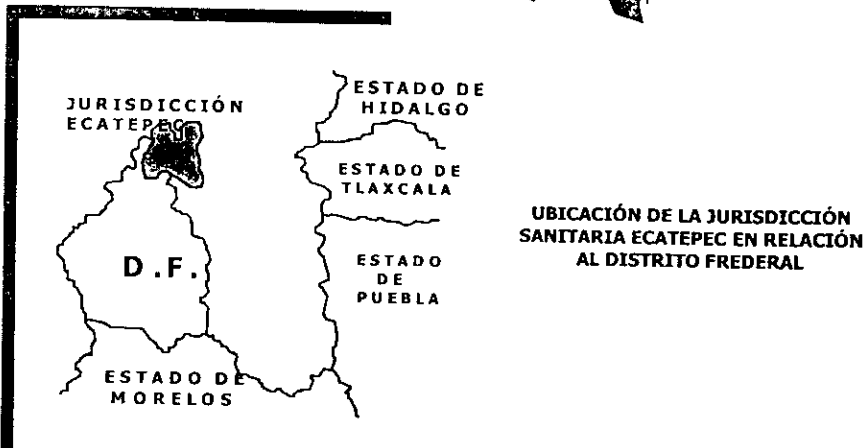 JURISDICCIÓN
ECATEPEC
ESTADO DE
HIDALGO
ESTADO DE
TLAXCALA
D.F.
ESTADO
DE
PUEBLA
ESTADO DE
MORELOS
UBICACIÓN DE LA JURISDICCIÓN
SANITARIA ECATEPEC EN RELACIÓN
AL DISTRITO FREDERAL